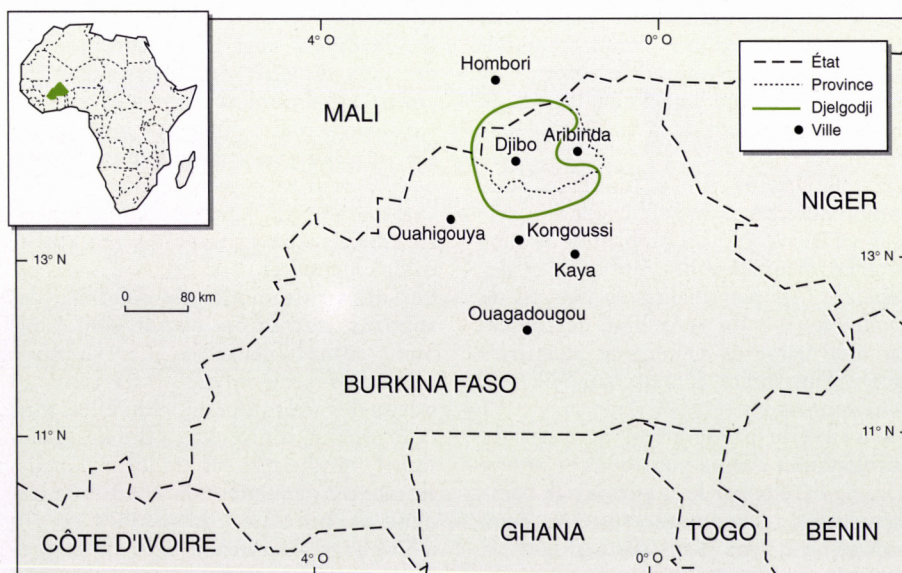 4° O
0° O
Hombori
MALI
Djibo
Aribinda
État
Province
Djelgodji
Ville
NIGER
Ouahigouya
Kongoussi
Kaya
13° N
13° N
0 80 km
Ouagadougou
BURKINA FASO
11° N
11° N
CÔTE D'IVOIRE
GHANA
TOGO
BÉNIN
4° O
0° O